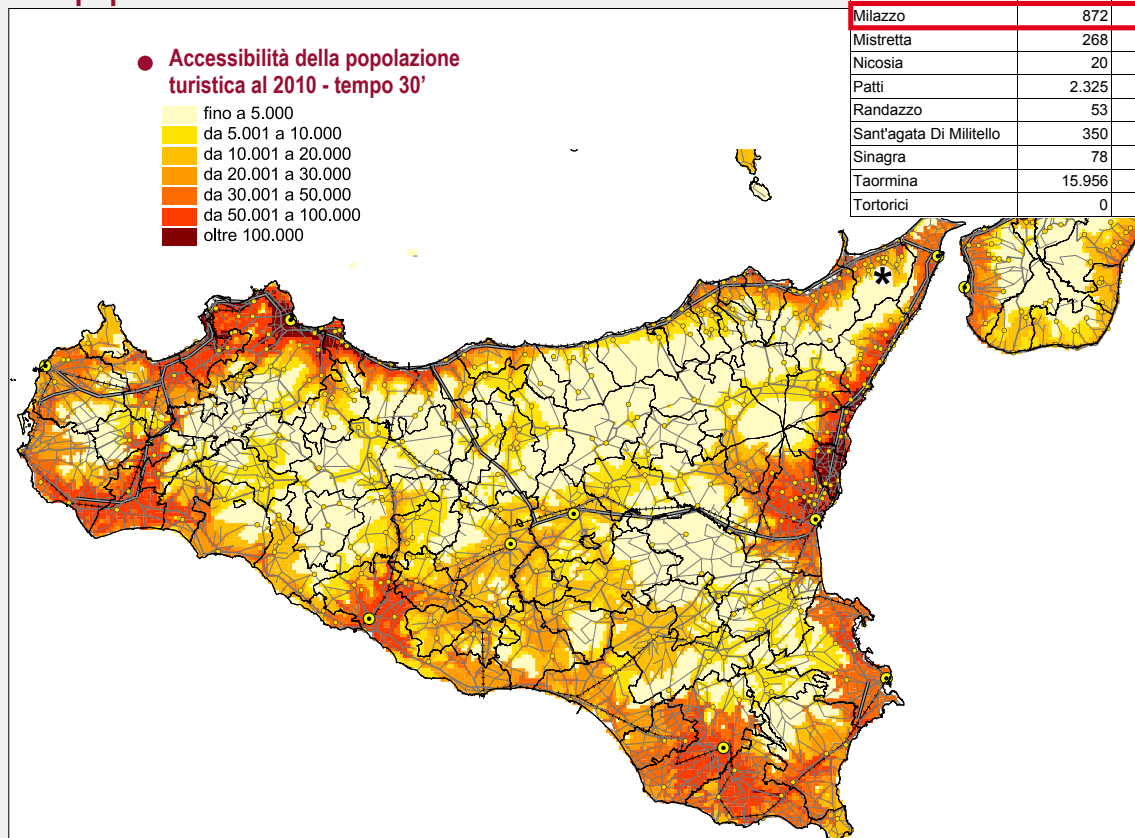 Accessibilità della popolazione
turistica al 2010 - tempo 30'
fino a 5.000
da 5.001 a 10.000
da 10.001 a 20.000
da 20.001 a 30.000
da 30.001 a 50.000
da 50.001 a 100.000
oltre 100.000
Milazzo 872
Mistretta 268
Nicosia 20
Patti 2.325
Randazzo 53
Sant'agata Di Militello 350
Sinagra 78
Taormina 15.956
Tortorici 0
*